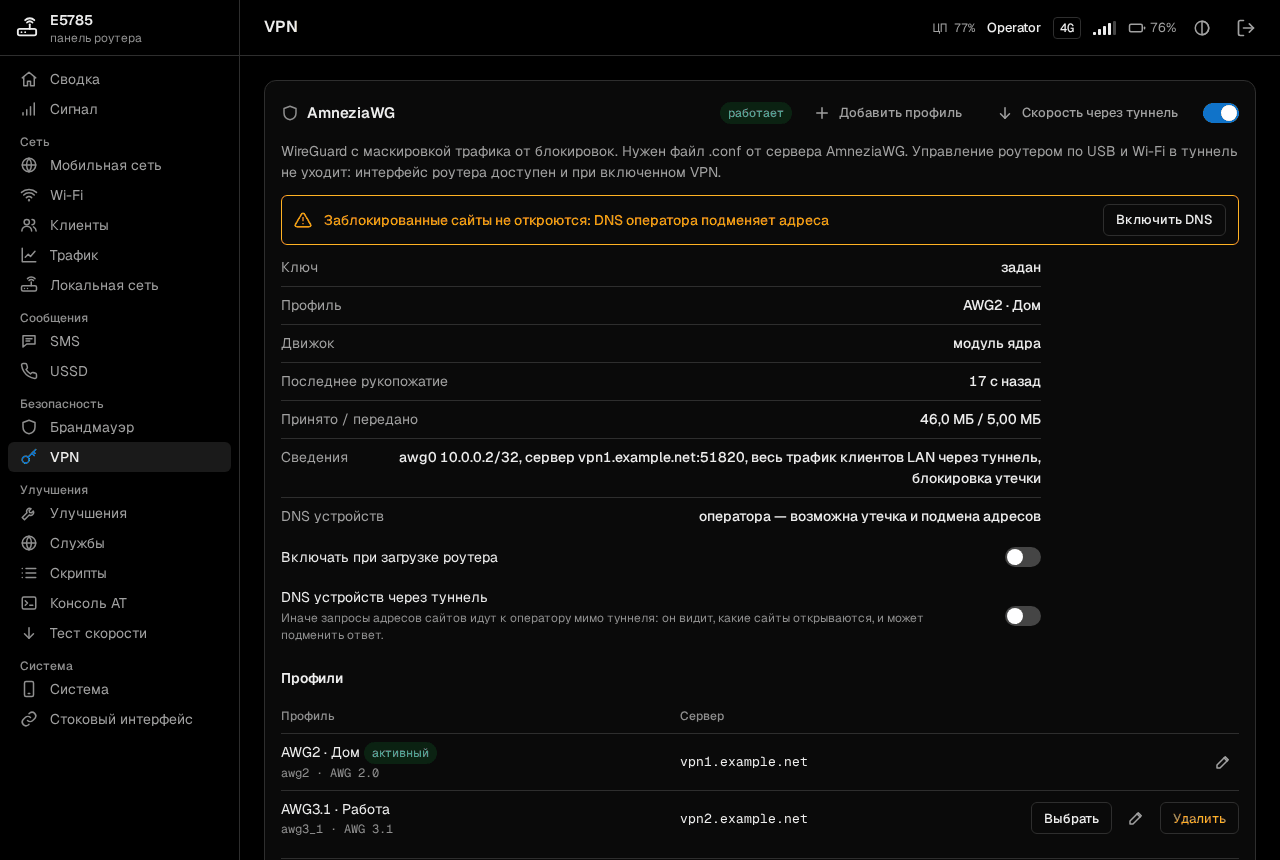 E5785
панель роутера
VPN
ЦП 77%
Operator
4G
76%
Сводка
Сигнал
Сеть
Мобильная сеть
Wi-Fi
Клиенты
Трафик
Локальная сеть
Сообщения
SMS
USSD
Безопасность
Брандмауэр
VPN
Улучшения
Улучшения
Службы
Скрипты
Консоль AT
Тест скорости
Система
Система
Стоковый интерфейс
AmneziaWG
работает
Добавить профиль
Скорость через туннель
WireGuard с маскировкой трафика от блокировок. Нужен файл .conf от сервера AmneziaWG. Управление роутером по USB и Wi-Fi в туннель
не уходит: интерфейс роутера доступен и при включенном VPN.
Заблокированные сайты не откроются: DNS оператора подменяет адреса
Включить DNS
Ключ
задан
Профиль
AWG2 · Дом
Движок
модуль ядра
Последнее рукопожатие
17 с назад
Принято / передано
46,0 МБ / 5,00 МБ
Сведения
awg0 10.0.0.2/32, сервер vpn1.example.net:51820, весь трафик клиентов LAN через туннель,
блокировка утечки
DNS устройств
оператора — возможна утечка и подмена адресов
Включать при загрузке роутера
DNS устройств через туннель
Иначе запросы адресов сайтов идут к оператору мимо туннеля: он видит, какие сайты открываются, и может
подменить ответ.
Профили
Профиль
Сервер
AWG2 · Дом
активный
awg2 · AWG 2.0
vpn1.example.net
AWG3.1 · Работа
awg3_1 · AWG 3.1
vpn2.example.net
Выбрать
Удалить